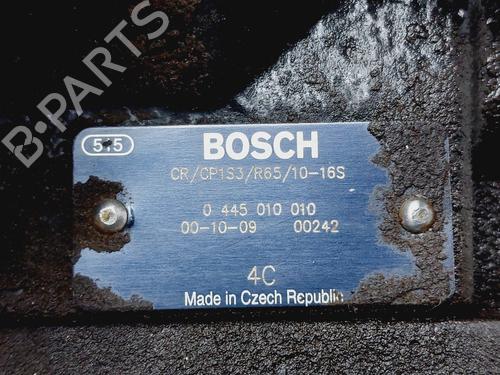 B-PARTS
5+5
BOSCH
CR/CP1S3/R65/10-16S
0 445 010 010
00-10-09 00242
4C
Made in Czech Republic